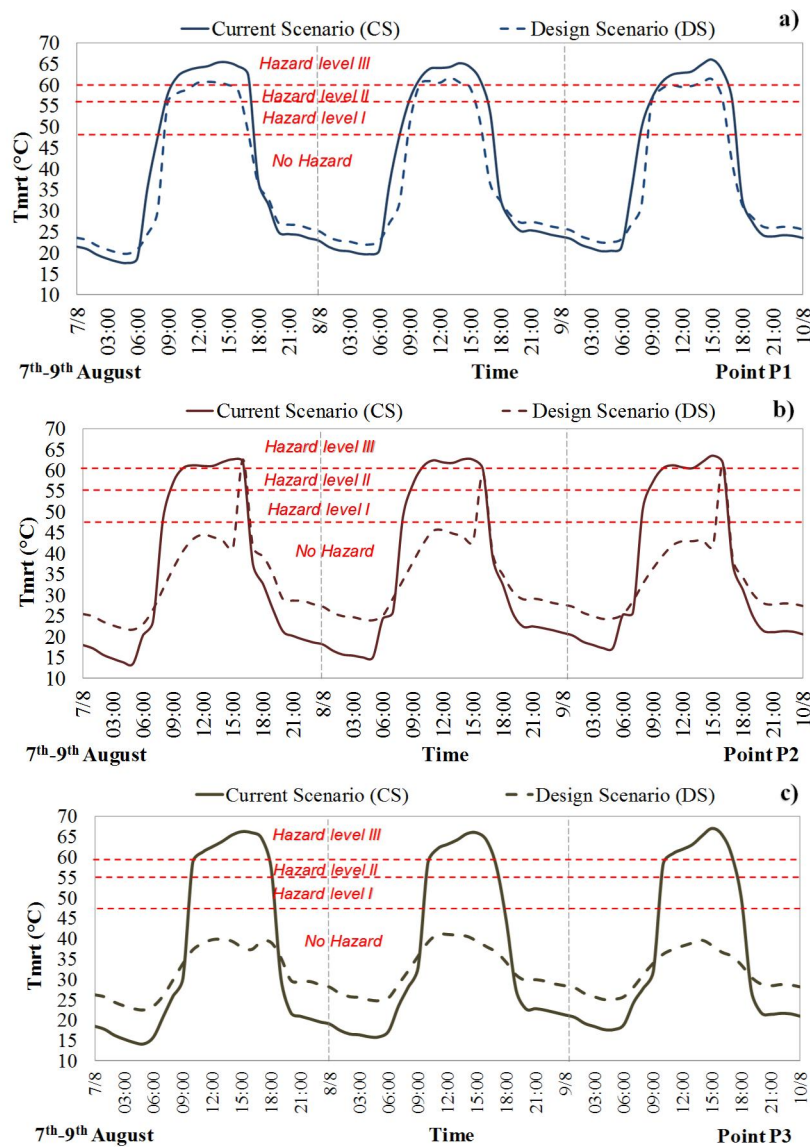 Current Scenario (CS) Design Scenario (DS) a)
70
65
60
55
50
45
40
35
30
25
20
15
10
Tmrt (°C)
Hazard level III
Hazard level II
Hazard level I
No Hazard
7/8 03:00 06:00 09:00 12:00 15:00 18:00 21:00 8/8 03:00 06:00 09:00 12:00 15:00 18:00 21:00 9/8 03:00 06:00 09:00 12:00 15:00 18:00 21:00 10/8
7th-9th August Time Point P1
Current Scenario (CS) Design Scenario (DS) b)
70
65
60
55
50
45
40
35
30
25
20
15
10
Tmrt (°C)
Hazard level III
Hazard level II
Hazard level I
No Hazard
7/8 03:00 06:00 09:00 12:00 15:00 18:00 21:00 8/8 03:00 06:00 09:00 12:00 15:00 18:00 21:00 9/8 03:00 06:00 09:00 12:00 15:00 18:00 21:00 10/8
7th-9th August Time Point P2
Current Scenario (CS) Design Scenario (DS) c)
70
65
60
55
50
45
40
35
30
25
20
15
10
Tmrt (°C)
Hazard level III
Hazard level II
Hazard level I
No Hazard
7/8 03:00 06:00 09:00 12:00 15:00 18:00 21:00 8/8 03:00 06:00 09:00 12:00 15:00 18:00 21:00 9/8 03:00 06:00 09:00 12:00 15:00 18:00 21:00 10/8
7th-9th August Time Point P3